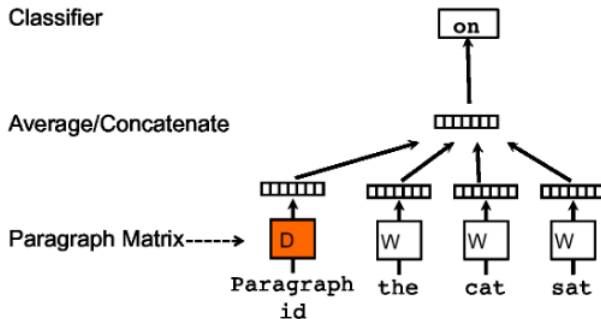 Classifier
on
Average/Concatenate
Paragraph Matrix
D
W
W
W
Paragraph
id
the
cat
sat